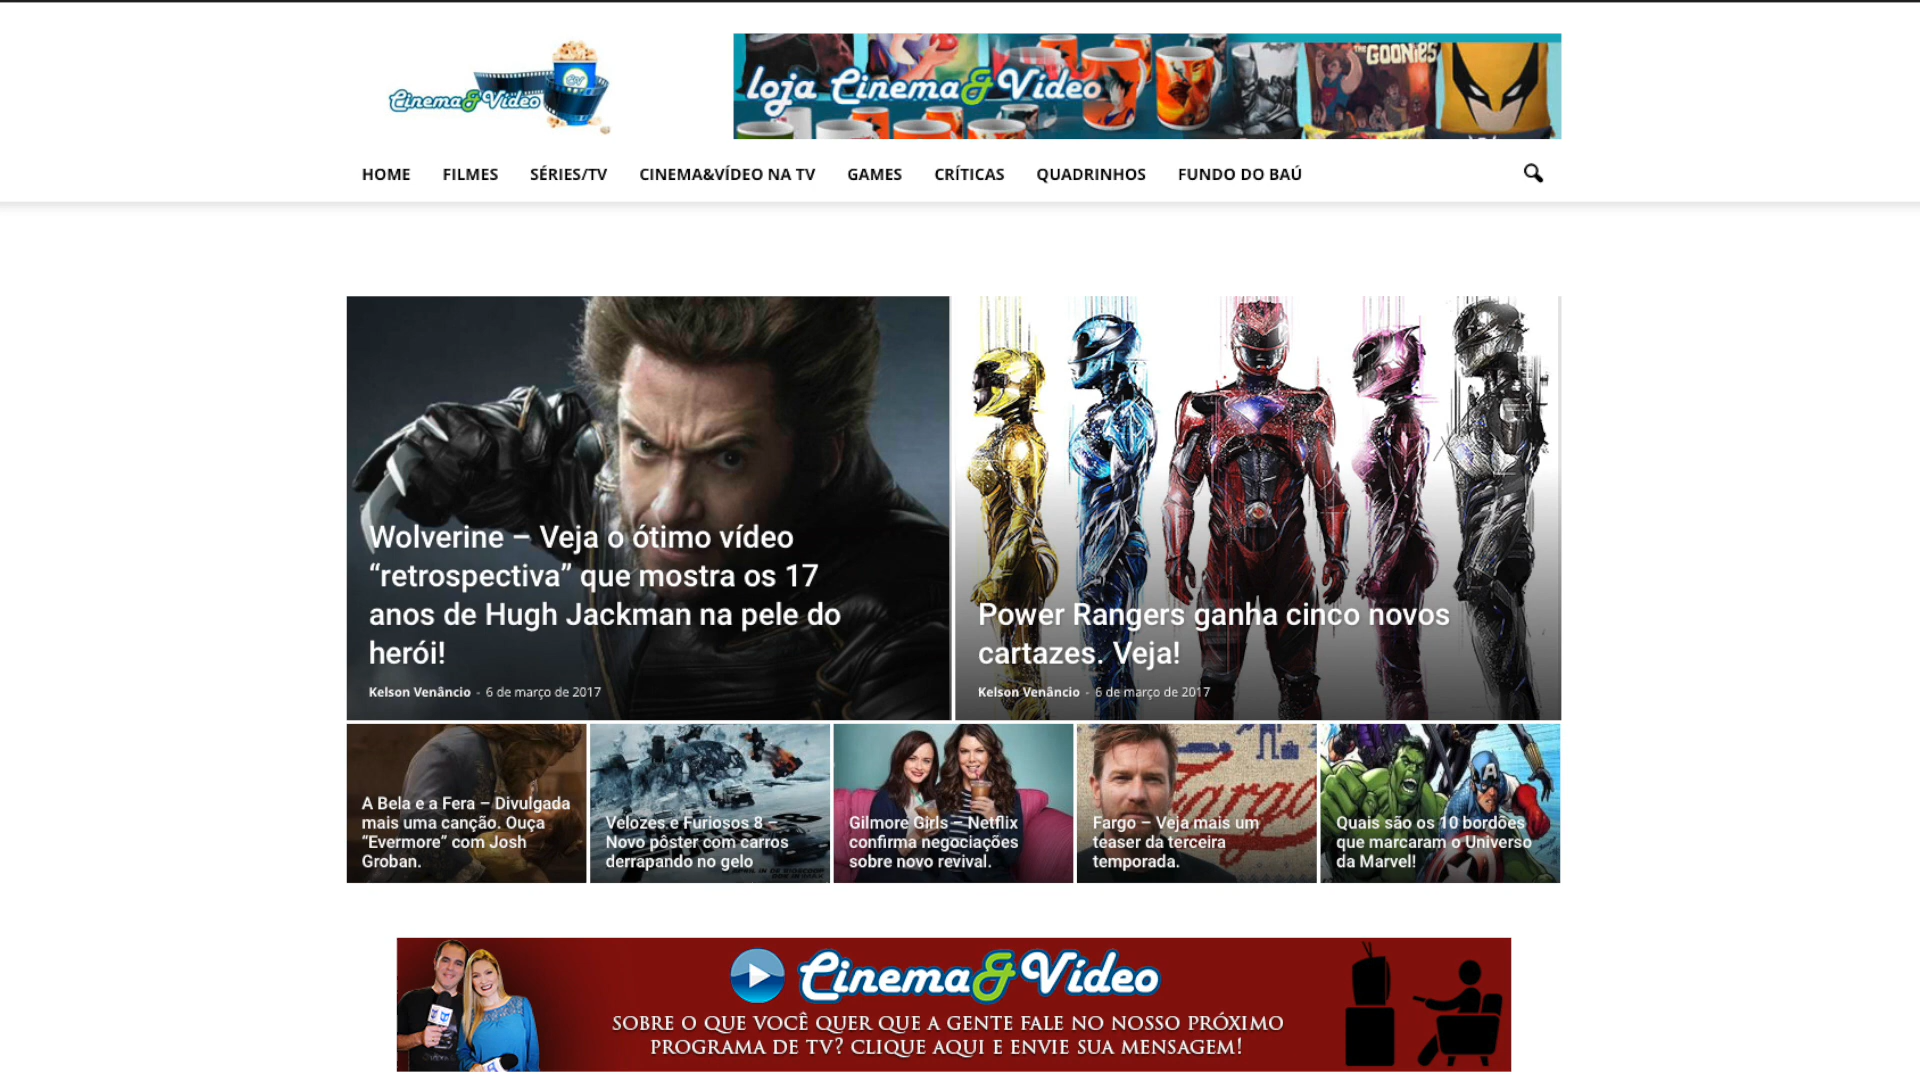 Cinema&Vídeo
loja Cinema&Vídeo
THE GOONIES
HOME FILMES SÉRIES/TV CINEMA&VÍDEO NA TV GAMES CRÍTICAS QUADRINHOS FUNDO DO BAÚ
Wolverine – Veja o ótimo vídeo
“retrospectiva” que mostra os 17
anos de Hugh Jackman na pele do
herói!
Kelson Venâncio - 6 de março de 2017
Power Rangers ganha cinco novos
cartazes. Veja!
Kelson Venâncio - 6 de março de 2017
A Bela e a Fera – Divulgada
mais uma canção. Ouça
“Evermore” com Josh
Groban.
Velozes e Furiosos 8 –
Novo pôster com carros
derrapando no gelo
Gilmore Girls – Netflix
confirma negociações
sobre novo revival.
Fargo
Fargo – Veja mais um
teaser da terceira
temporada.
Quais são os 10 bordões
que marcaram o Universo
da Marvel!
Cinema&Vídeo
SOBRE O QUE VOCÊ QUER QUE A GENTE FALE NO NOSSO PRÓXIMO
PROGRAMA DE TV? CLIQUE AQUI E ENVIE SUA MENSAGEM!